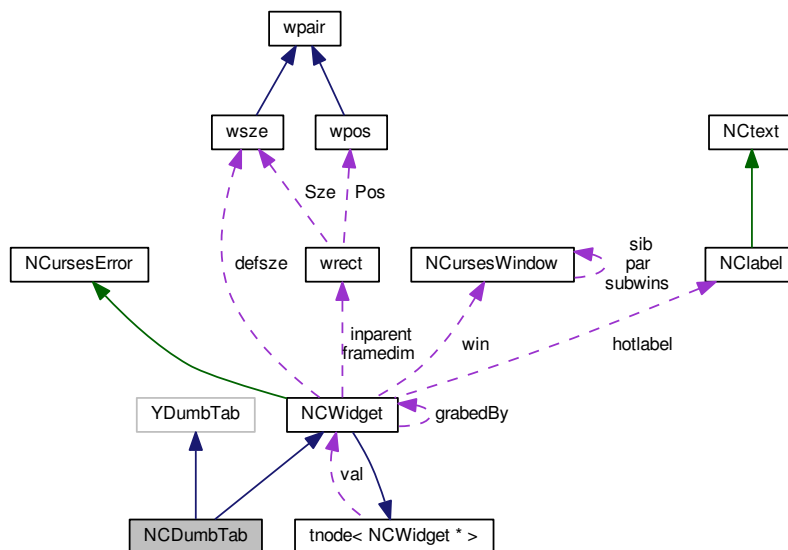 wpair
wsze
wpos
NCtext
Sze
Pos
NCursesError
defsze
wrect
NCursesWindow
sib
par
subwins
NClabel
inparent
framedim
win
hotlabel
YDumbTab
NCWidget
grabedBy
val
NCDumbTab
tnode< NCWidget * >